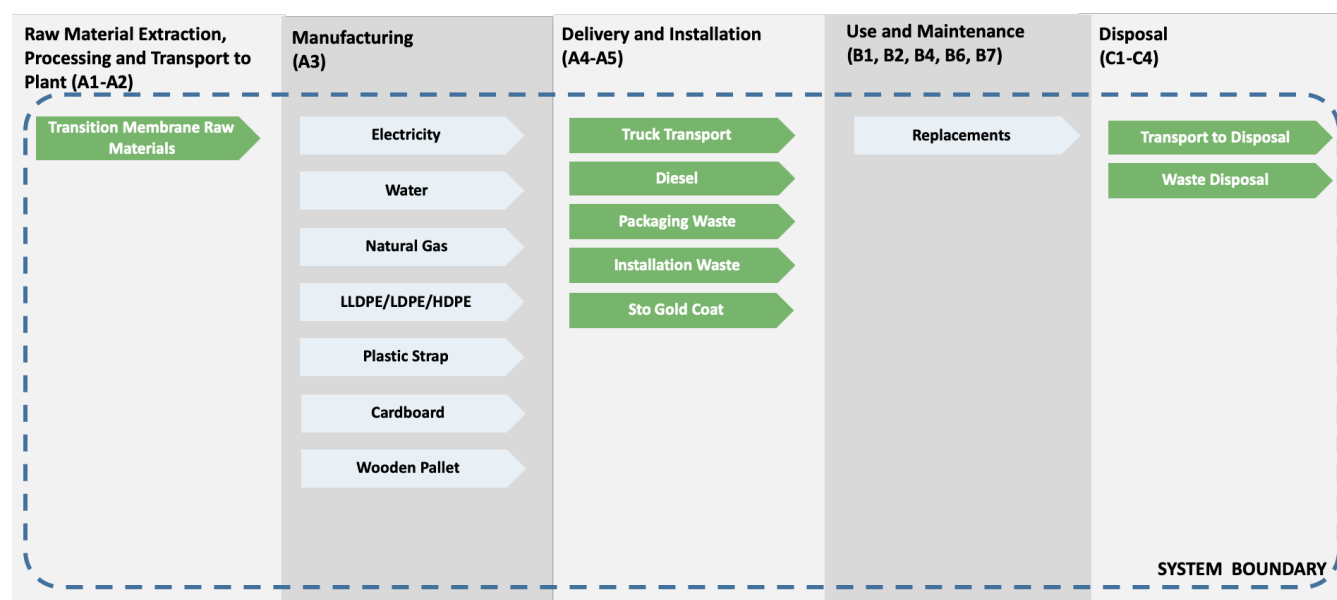 Raw Material Extraction,
Processing and Transport to
Plant (A1-A2)
Transition Membrane Raw
Materials
Manufacturing
(A3)
Electricity
Water
Natural Gas
LLDPE/LDPE/HDPE
Plastic Strap
Cardboard
Wooden Pallet
Delivery and Installation
(A4-A5)
Truck Transport
Diesel
Packaging Waste
Installation Waste
Sto Gold Coat
Use and Maintenance
(B1, B2, B4, B6, B7)
Replacements
Disposal
(C1-C4)
Transport to Disposal
Waste Disposal
SYSTEM BOUNDARY